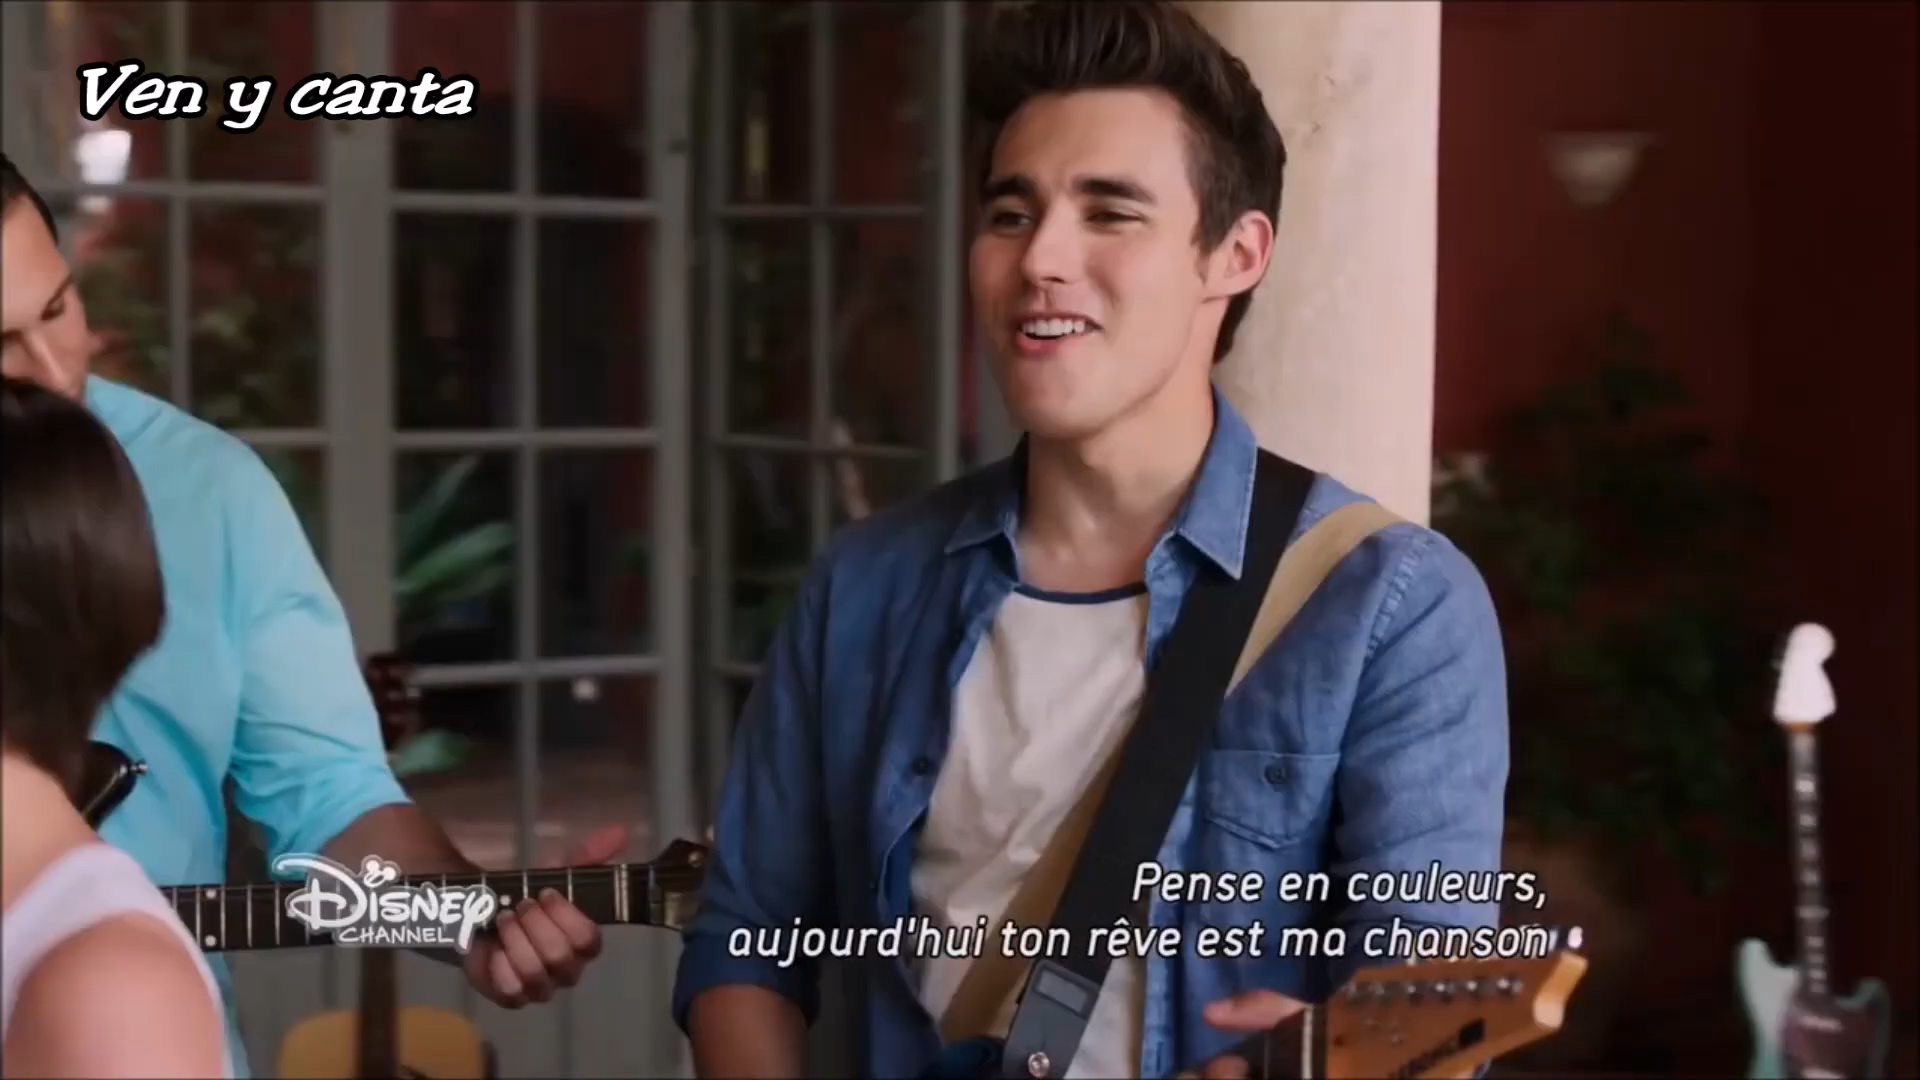 Ven y canta
Disney
CHANNEL
Pense en couleurs,
aujourd'hui ton rêve est ma chanson